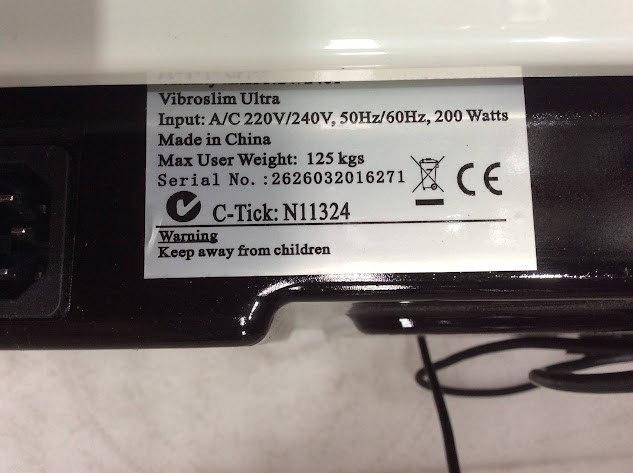 Vibroslim Ultra
Input: A/C 220V/240V, 50Hz/60Hz, 200 Watts
Made in China
Max User Weight: 125 kgs
Serial No. :2626032016271
CE
C-Tick: N11324
Warning
Keep away from children